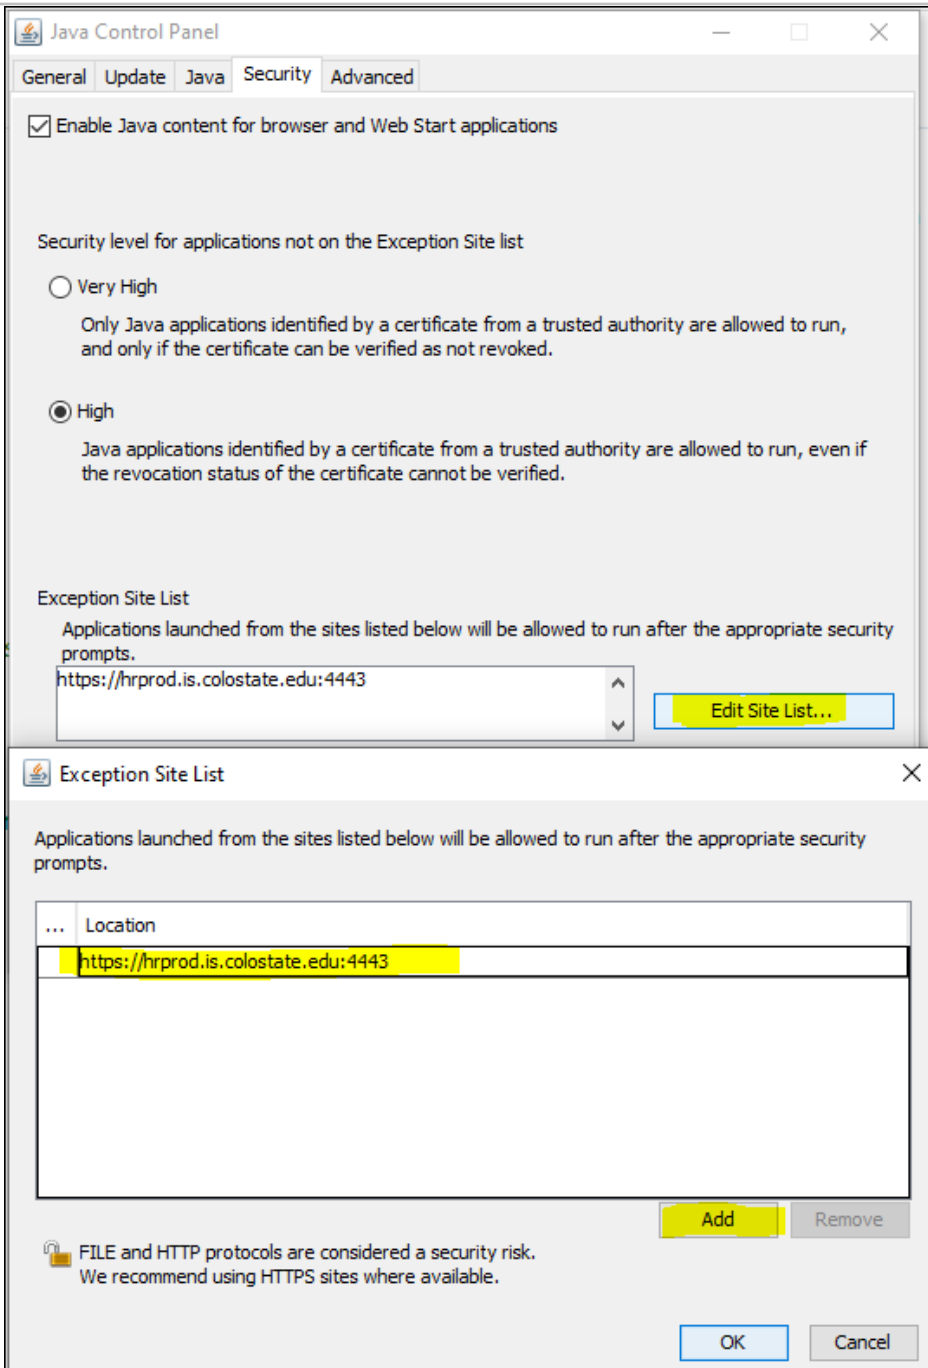 Java Control Panel
General Update Java Security Advanced
Enable Java content for browser and Web Start applications
Security level for applications not on the Exception Site list
Very High
Only Java applications identified by a certificate from a trusted authority are allowed to run,
and only if the certificate can be verified as not revoked.
High
Java applications identified by a certificate from a trusted authority are allowed to run, even if
the revocation status of the certificate cannot be verified.
Exception Site List
Applications launched from the sites listed below will be allowed to run after the appropriate security
prompts.
https://hrprod.is.colostate.edu:4443
Edit Site List...
Exception Site List
Applications launched from the sites listed below will be allowed to run after the appropriate security
prompts.
... Location
https://hrprod.is.colostate.edu:4443
Add Remove
FILE and HTTP protocols are considered a security risk.
We recommend using HTTPS sites where available.
OK Cancel